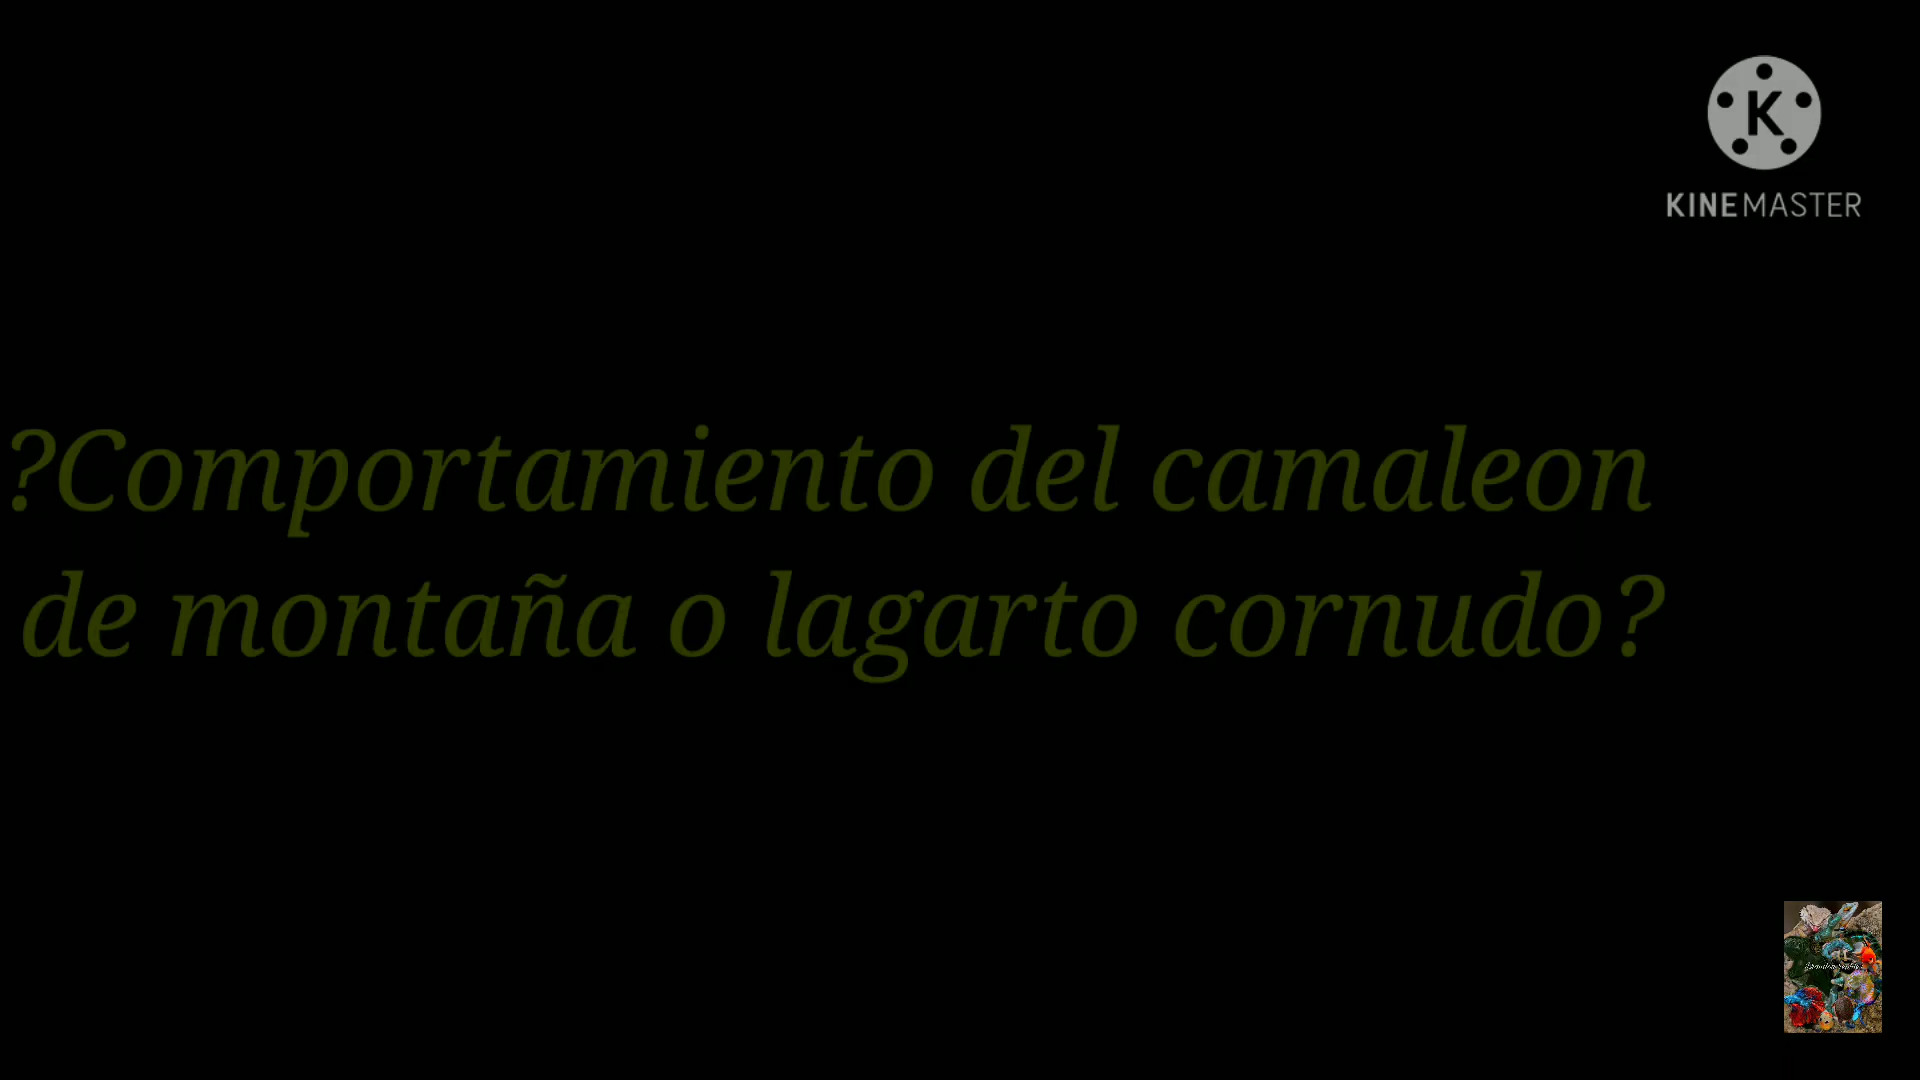 K
KINEMASTER
?Comportamiento del camaleon
de montaña o lagarto cornudo?